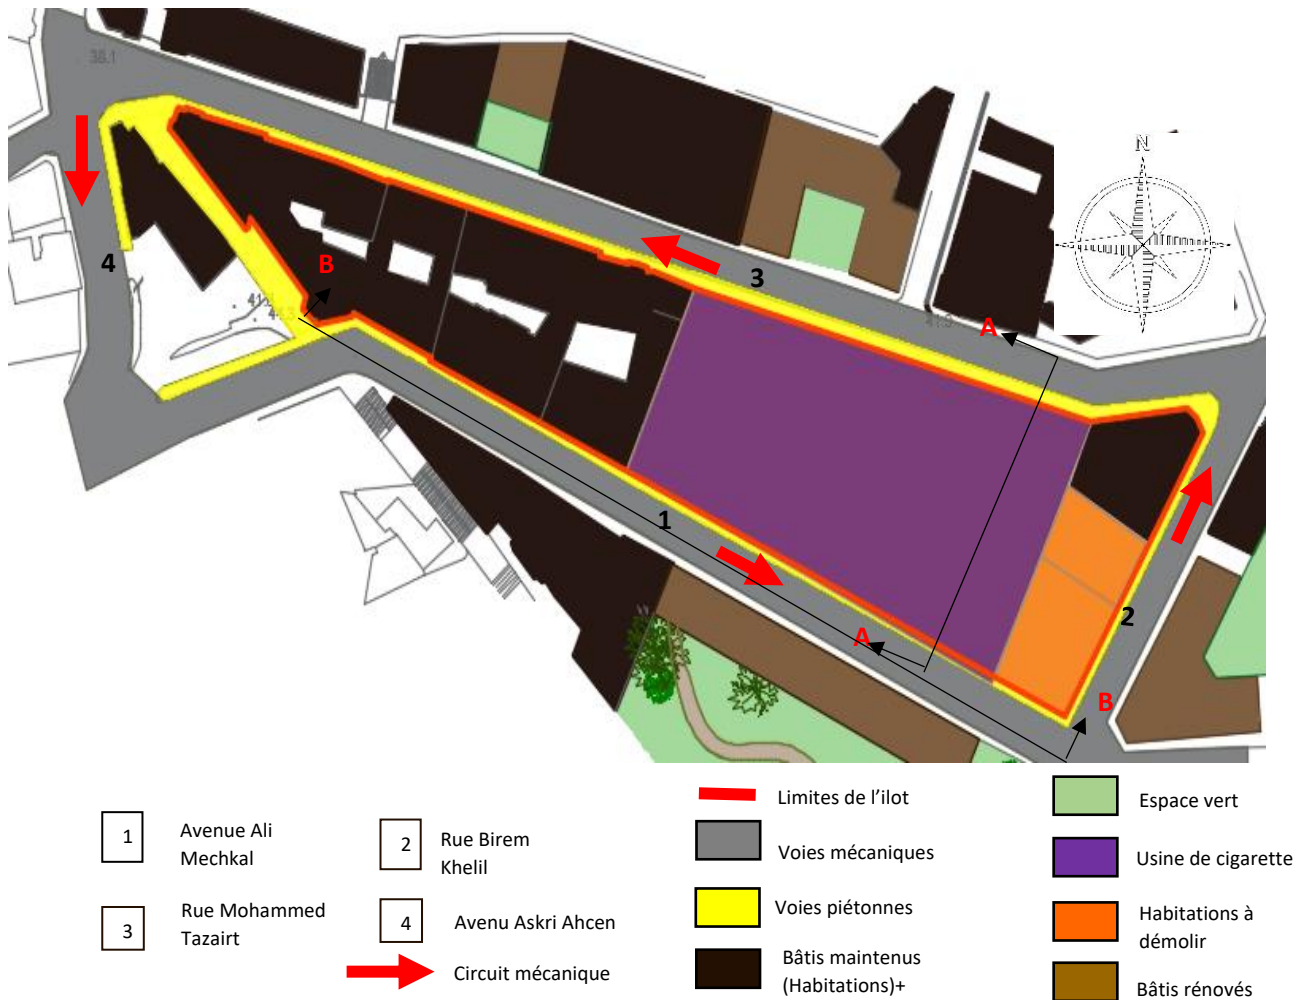 38.1
N
4
B
3
A
41.9
1
A
2
B
1
Avenue Ali
Mechkal
2
Rue Birem
Khelil
3
Rue Mohammed
Tazairt
4
Avenu Askri Ahcen
Circuit mécanique
Limites de l’ilot
Voies mécaniques
Voies piétonnes
Bâtis maintenus
(Habitations)+
Espace vert
Usine de cigarette
Habitations à
démolir
Bâtis rénovés